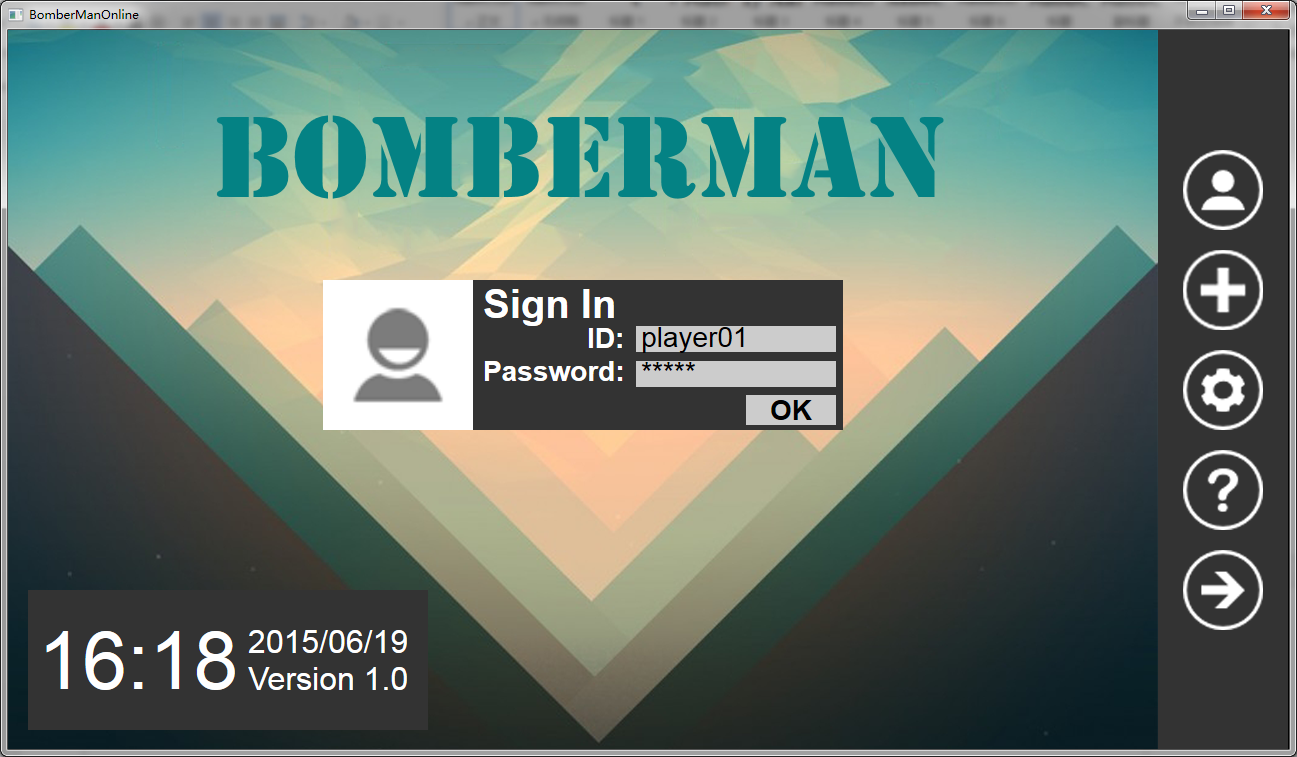 BomberManOnline
BOMBERMAN
Sign In
ID: player01
Password: *****
OK
16:18
2015/06/19
Version 1.0